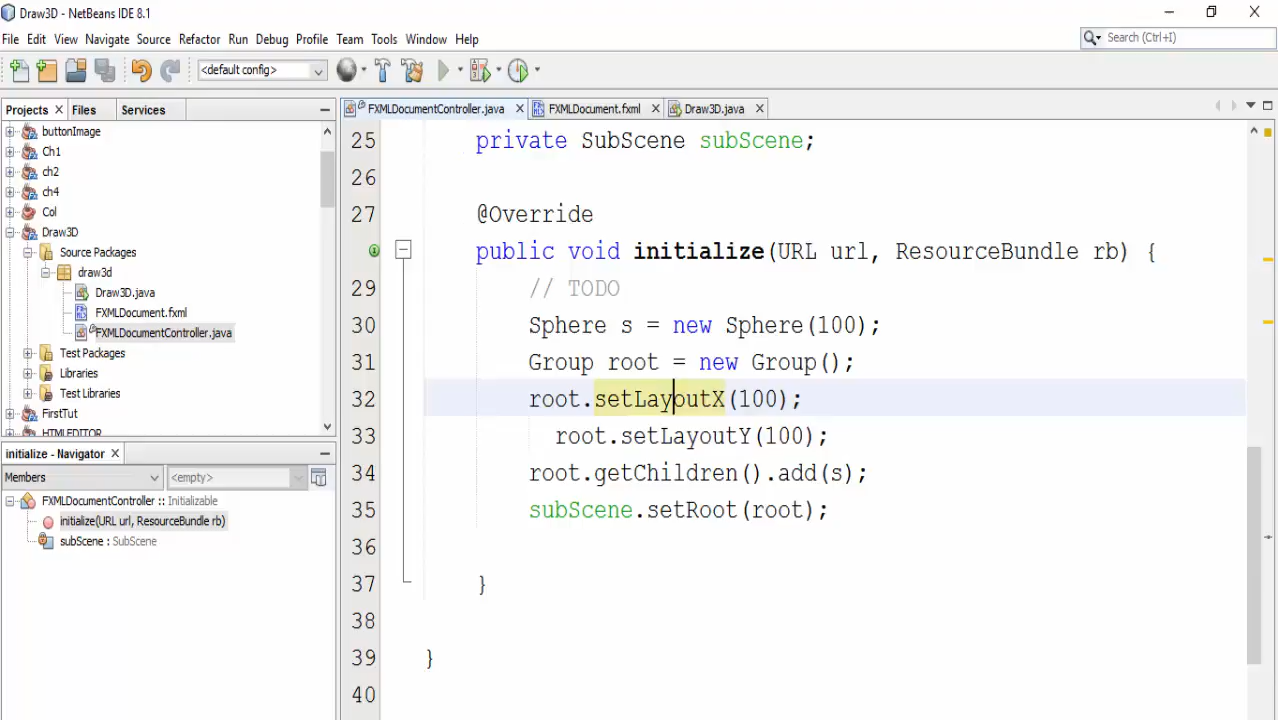 Draw3D - NetBeans IDE 8.1
File Edit View Navigate Source Refactor Run Debug Profile Team Tools Window Help
Search (Ctrl+I)
<default config>
Projects Files Services
FXMLDocumentController.java FXMLDocument.fxml Draw3D.java
buttonImage
Ch1
ch2
ch4
Col
Draw3D
Source Packages
draw3d
Draw3D.java
FXMLDocument.fxml
FXMLDocumentController.java
Test Packages
Libraries
Test Libraries
FirstTut
HTMLEDITOR
initialize - Navigator
Members <empty>
FXMLDocumentController :: Initializable
initialize(URL url, ResourceBundle rb)
subScene : SubScene
25 private SubScene subScene;
26
27 @Override
public void initialize(URL url, ResourceBundle rb) {
29 // TODO
30 Sphere s = new Sphere(100);
31 Group root = new Group();
32 root.setLayoutX(100);
33 root.setLayoutY(100);
34 root.getChildren().add(s);
35 subScene.setRoot(root);
36
37 }
38
39 }
40